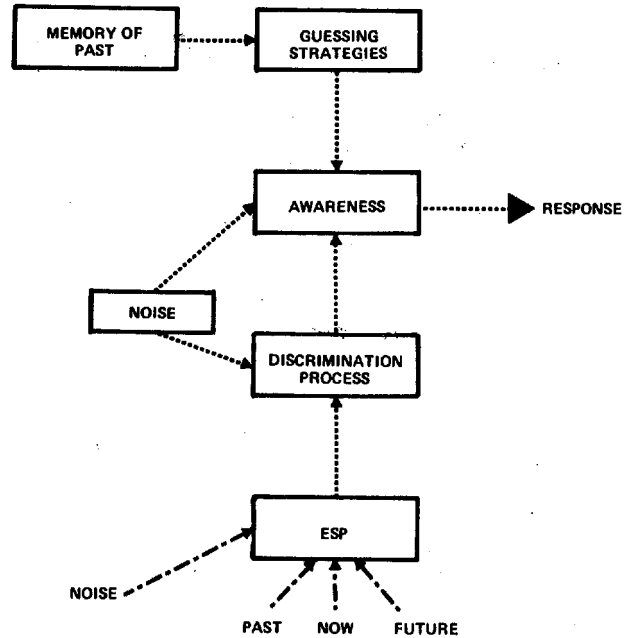 MEMORY OF
PAST
GUESSING
STRATEGIES
AWARENESS
RESPONSE
NOISE
DISCRIMINATION
PROCESS
ESP
NOISE
PAST
NOW
FUTURE